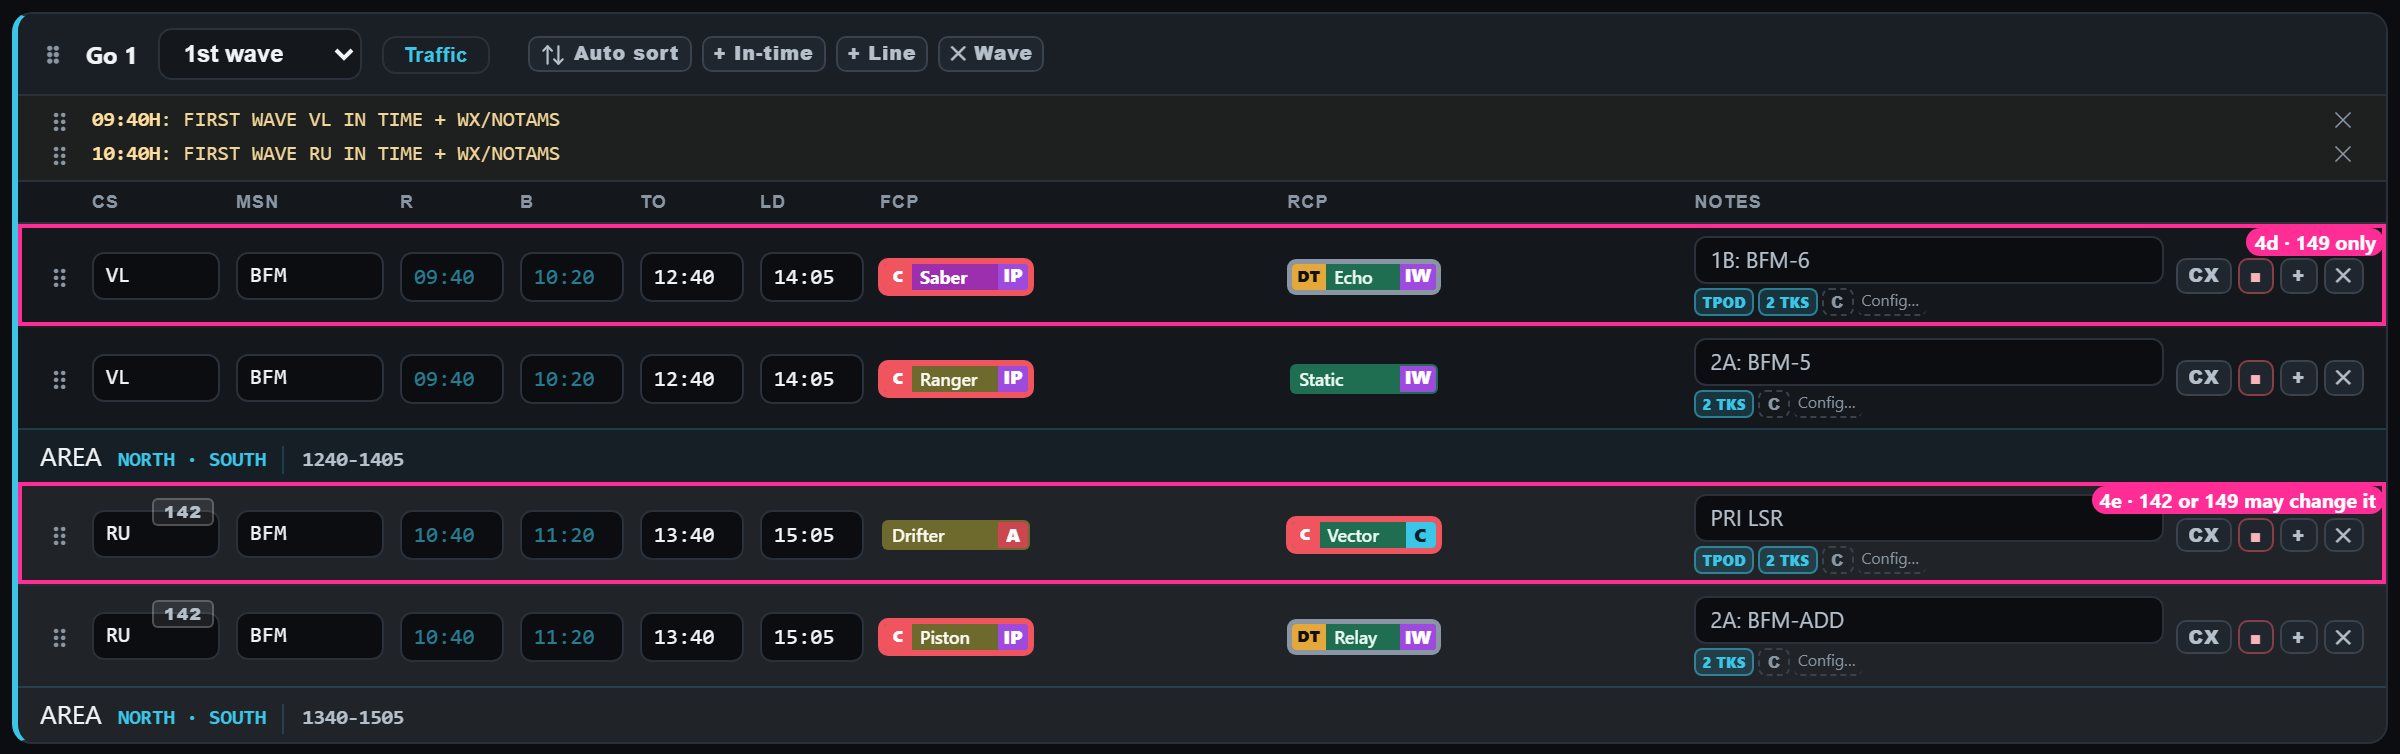 Go 1 1st wave Traffic Auto sort + In-time + Line × Wave
09:40H: FIRST WAVE VL IN TIME + WX/NOTAMS ×
10:40H: FIRST WAVE RU IN TIME + WX/NOTAMS ×
CS MSN R B TO LD FCP RCP NOTES
4d · 149 only
VL BFM 09:40 10:20 12:40 14:05 C Saber IP DT Echo IW 1B: BFM-6 CX + ×
TPOD 2 TKS C Config...
VL BFM 09:40 10:20 12:40 14:05 C Ranger IP Static IW 2A: BFM-5 CX + ×
2 TKS C Config...
AREA NORTH · SOUTH 1240-1405
4e · 142 or 149 may change it
142
RU BFM 10:40 11:20 13:40 15:05 Drifter A C Vector C PRI LSR CX + ×
TPOD 2 TKS C Config...
142
RU BFM 10:40 11:20 13:40 15:05 C Piston IP DT Relay IW 2A: BFM-ADD CX + ×
2 TKS C Config...
AREA NORTH · SOUTH 1340-1505